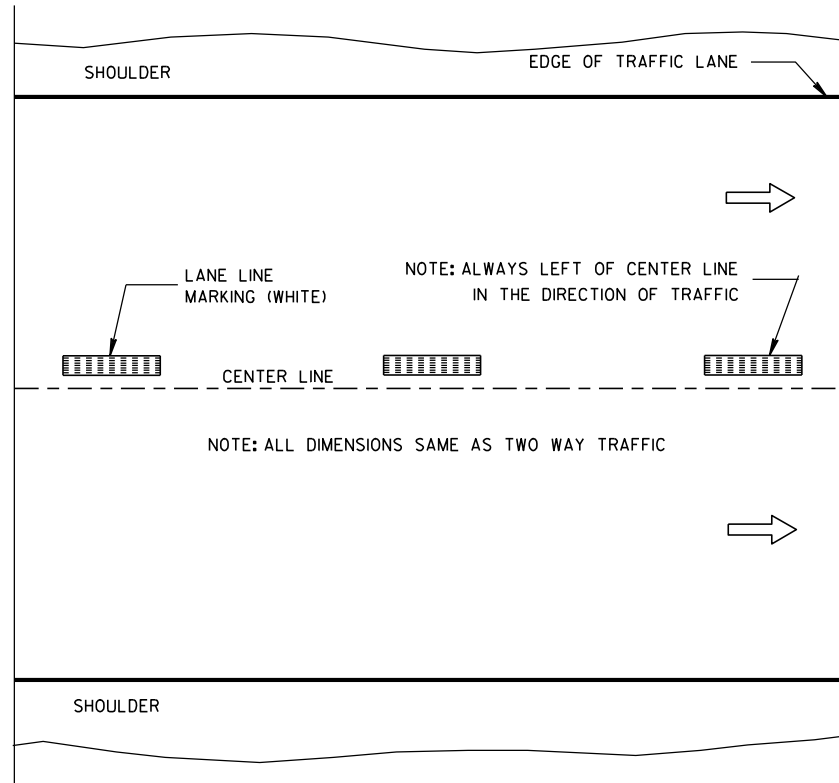 SHOULDER
EDGE OF TRAFFIC LANE
LANE LINE
MARKING (WHITE)
NOTE: ALWAYS LEFT OF CENTER LINE
IN THE DIRECTION OF TRAFFIC
CENTER LINE
NOTE: ALL DIMENSIONS SAME AS TWO WAY TRAFFIC
SHOULDER